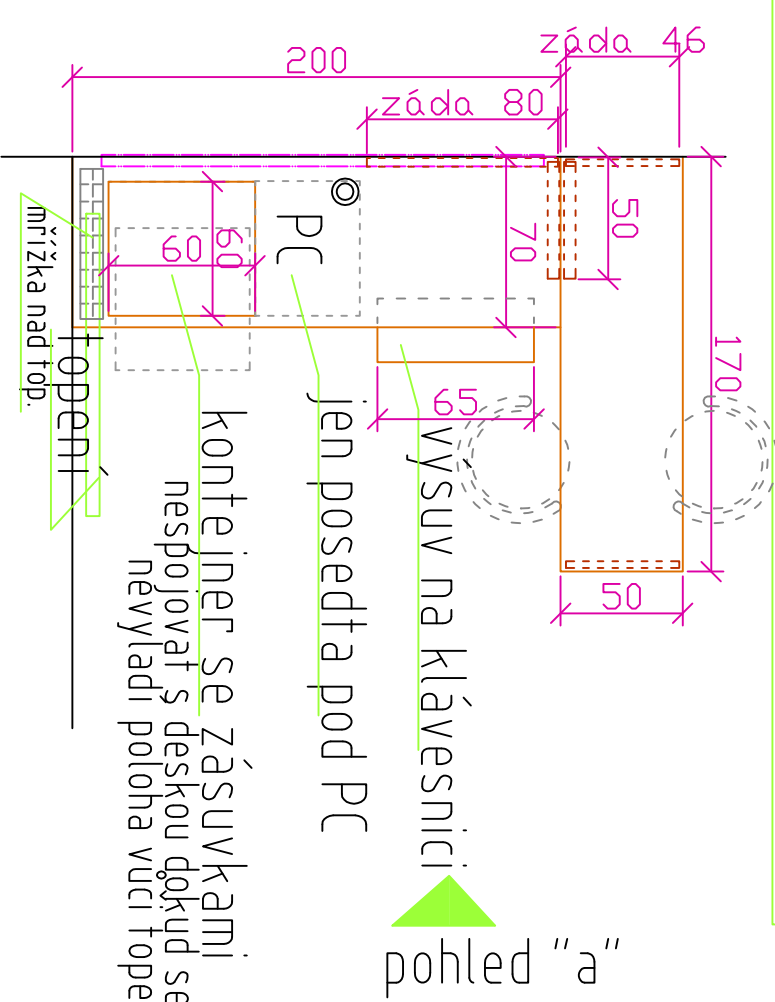 záda 46
200
záda 80
50
70
60
60
PC
mřížka nad top.
topení
170
65
50
výsuv na klávesnici
jen posedta pod PC
kontejner se zásuvkami
nespojovat s deskou dokud se
nevyladí poloha vůči tope
pohled "a"